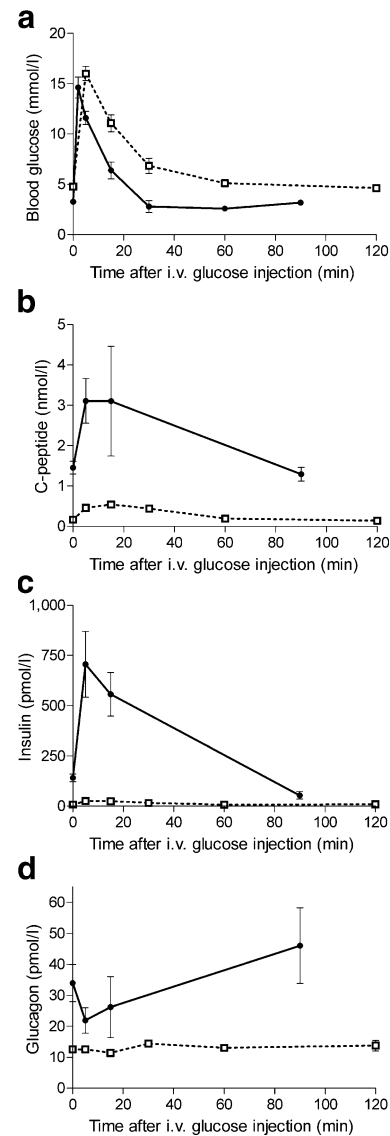 a
20
15
10
5
0
Blood glucose (mmol/l)
0 20 40 60 80 100 120
Time after i.v. glucose injection (min)
b
5
4
3
2
1
0
C-peptide (nmol/l)
0 20 40 60 80 100 120
Time after i.v. glucose injection (min)
c
1,000
750
500
250
0
Insulin (pmol/l)
0 20 40 60 80 100 120
Time after i.v. glucose injection (min)
d
60
50
40
30
20
10
0
Glucagon (pmol/l)
0 20 40 60 80 100 120
Time after i.v. glucose injection (min)